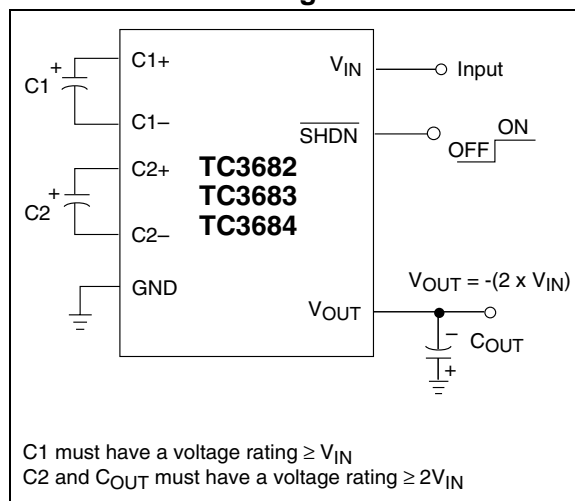 C1+
C1
+
C1–
C2+
C2
+
C2–
GND
TC3682
TC3683
TC3684
VIN
Input
SHDN
ON
OFF
VOUT = -(2 x VIN)
VOUT
–
COUT
+
C1 must have a voltage rating ≥ VIN
C2 and COUT must have a voltage rating ≥ 2VIN